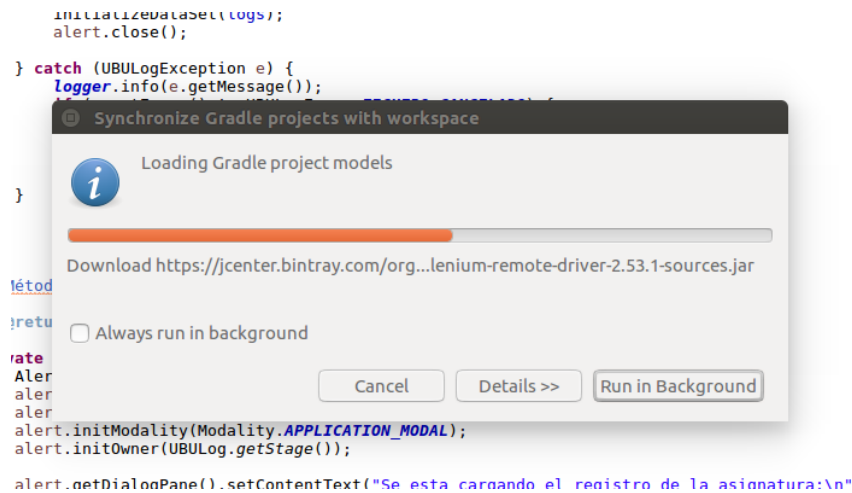 initializeDataSet(logs);
alert.close();
} catch (UBULogException e) {
logger.info(e.getMessage());
Synchronize Gradle projects with workspace
Loading Gradle project models
}
Download https://jcenter.bintray.com/org...lenium-remote-driver-2.53.1-sources.jar
Métod
@retu
Always run in background
vate
Aler
aler
Cancel
Details >>
Run in Background
aler
alert.initModality(Modality.APPLICATION_MODAL);
alert.initOwner(UBULog.getStage());
alert.getDialogPane().setContentText("Se esta cargando el registro de la asignatura:\n"